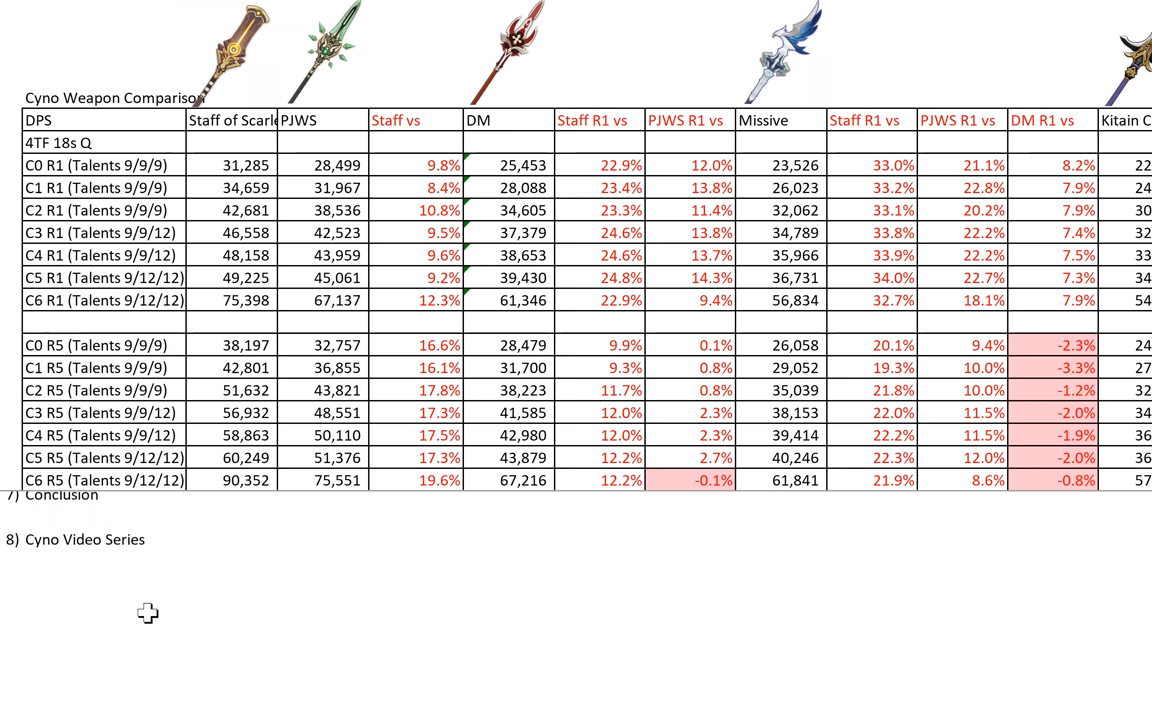 Cyno Weapon Comparison
DPS Staff of Scarle PJWS Staff vs DM Staff R1 vs PJWS R1 vs Missive Staff R1 vs PJWS R1 vs DM R1 vs Kitain C
4TF 18s Q
C0 R1 (Talents 9/9/9) 31,285 28,499 9.8% 25,453 22.9% 12.0% 23,526 33.0% 21.1% 8.2% 22
C1 R1 (Talents 9/9/9) 34,659 31,967 8.4% 28,088 23.4% 13.8% 26,023 33.2% 22.8% 7.9% 24
C2 R1 (Talents 9/9/9) 42,681 38,536 10.8% 34,605 23.3% 11.4% 32,062 33.1% 20.2% 7.9% 30
C3 R1 (Talents 9/9/12) 46,558 42,523 9.5% 37,379 24.6% 13.8% 34,789 33.8% 22.2% 7.4% 32
C4 R1 (Talents 9/9/12) 48,158 43,959 9.6% 38,653 24.6% 13.7% 35,966 33.9% 22.2% 7.5% 33
C5 R1 (Talents 9/12/12) 49,225 45,061 9.2% 39,430 24.8% 14.3% 36,731 34.0% 22.7% 7.3% 34
C6 R1 (Talents 9/12/12) 75,398 67,137 12.3% 61,346 22.9% 9.4% 56,834 32.7% 18.1% 7.9% 54
C0 R5 (Talents 9/9/9) 38,197 32,757 16.6% 28,479 9.9% 0.1% 26,058 20.1% 9.4% -2.3% 24
C1 R5 (Talents 9/9/9) 42,801 36,855 16.1% 31,700 9.3% 0.8% 29,052 19.3% 10.0% -3.3% 27
C2 R5 (Talents 9/9/9) 51,632 43,821 17.8% 38,223 11.7% 0.8% 35,039 21.8% 10.0% -1.2% 32
C3 R5 (Talents 9/9/12) 56,932 48,551 17.3% 41,585 12.0% 2.3% 38,153 22.0% 11.5% -2.0% 34
C4 R5 (Talents 9/9/12) 58,863 50,110 17.5% 42,980 12.0% 2.3% 39,414 22.2% 11.5% -1.9% 36
C5 R5 (Talents 9/12/12) 60,249 51,376 17.3% 43,879 12.2% 2.7% 40,246 22.3% 12.0% -2.0% 36
C6 R5 (Talents 9/12/12) 90,352 75,551 19.6% 67,216 12.2% -0.1% 61,841 21.9% 8.6% -0.8% 57
7) Conclusion
8) Cyno Video Series